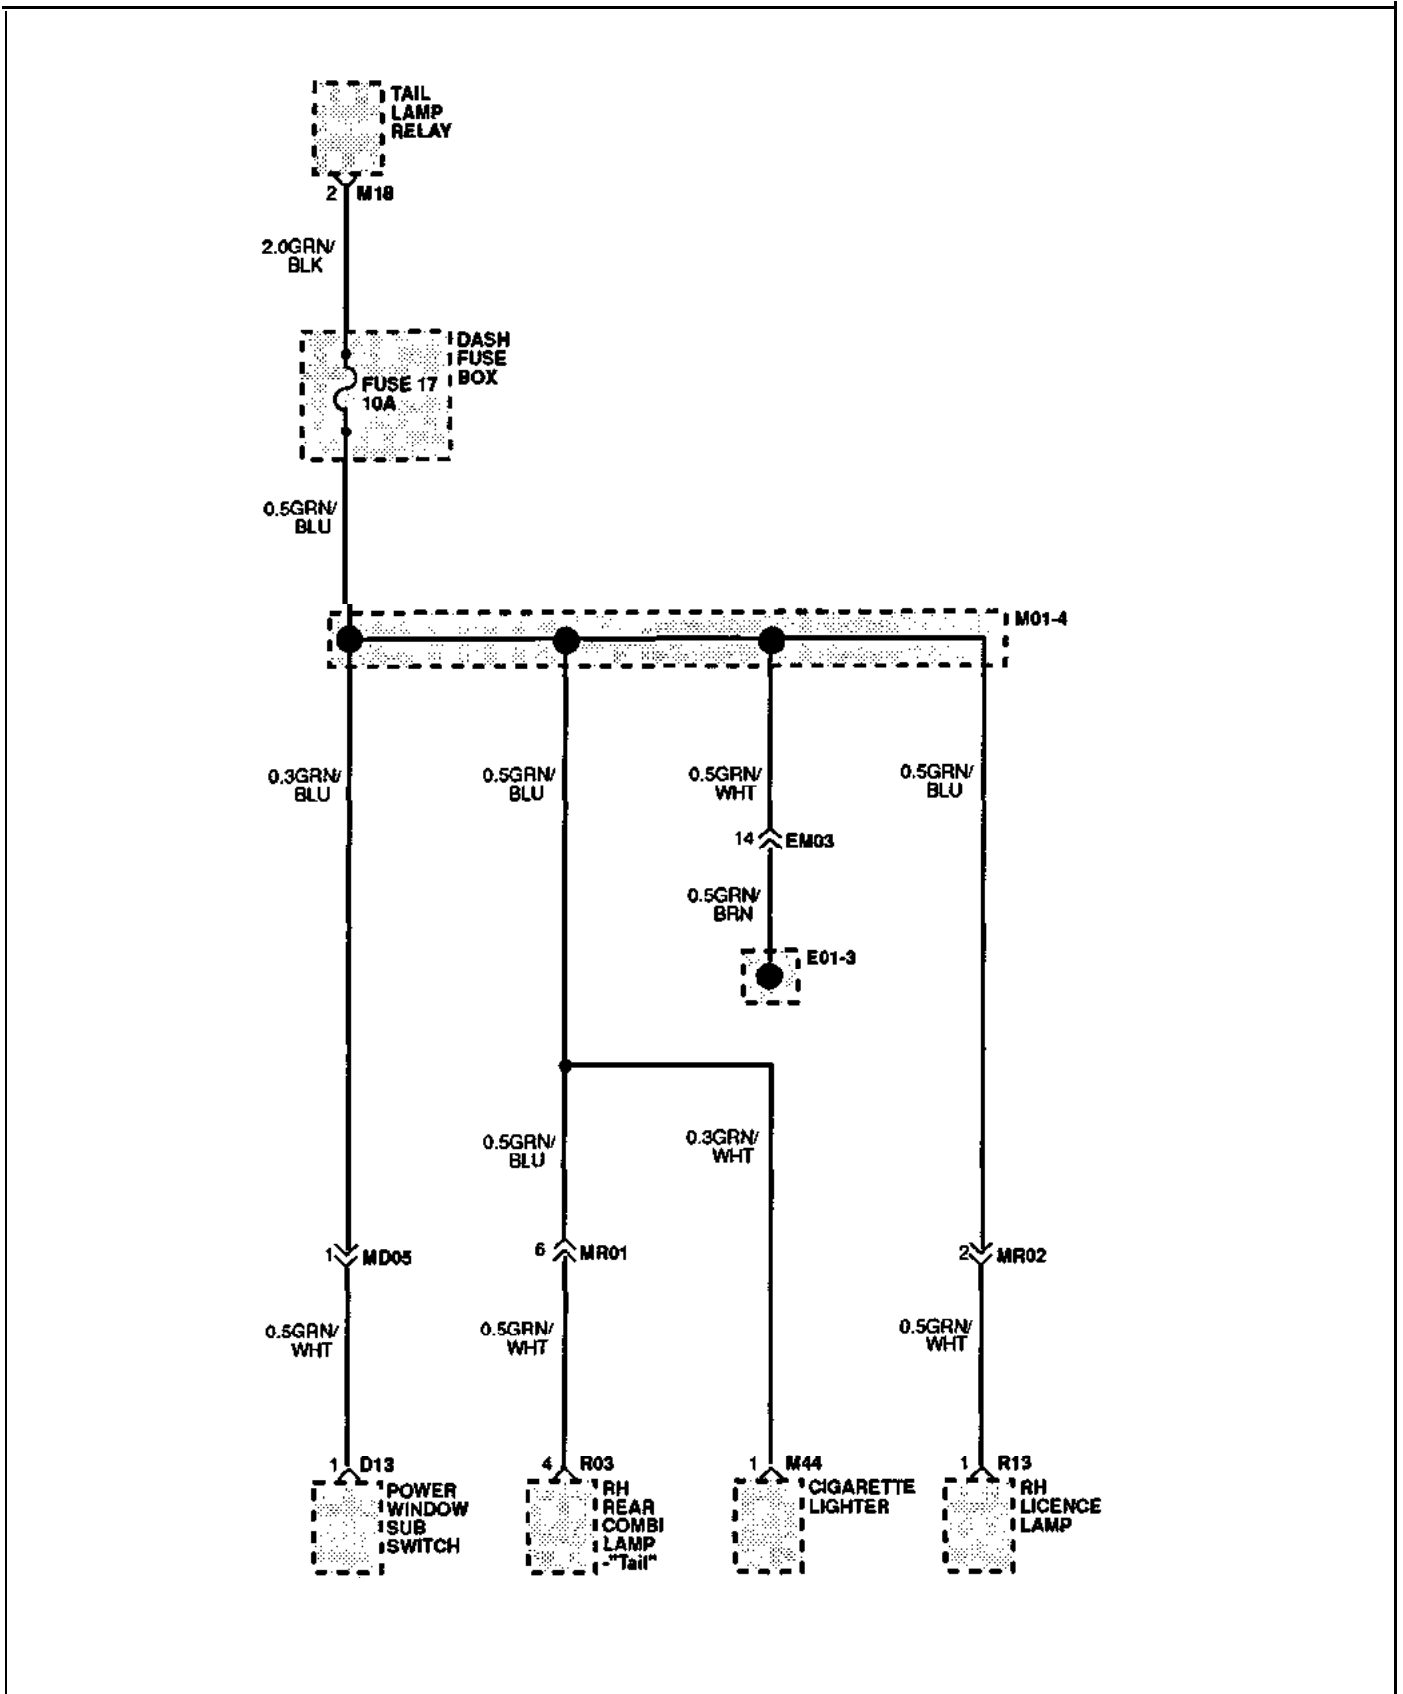 TAIL
LAMP
RELAY
2 M18
2.0GRN/
BLK
DASH
FUSE
BOX
FUSE 17
10A
0.5GRN/
BLU
M01-4
0.3GRN/
BLU
0.5GRN/
BLU
0.5GRN/
WHT
0.5GRN/
BLU
14 EM03
0.5GRN/
BRN
E01-3
0.5GRN/
BLU
0.3GRN/
WHT
1 MD05
6 MR01
2 MR02
0.5GRN/
WHT
0.5GRN/
WHT
0.5GRN/
WHT
1 D13
POWER
WINDOW
SUB
SWITCH
4 R03
RH
REAR
COMBI
LAMP
-"Tail"
1 M44
CIGARETTE
LIGHTER
1 R13
RH
LICENCE
LAMP